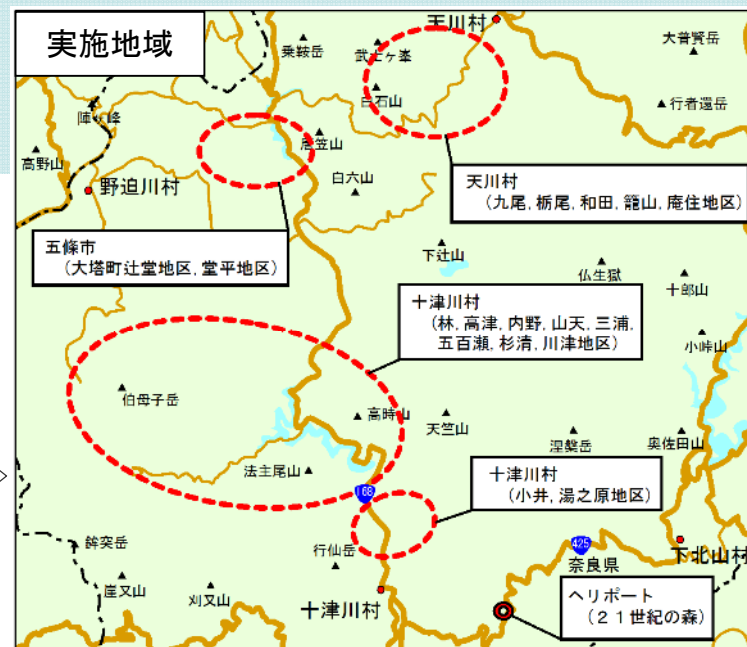 実施地域
天川村
乗鞍岳
武士ヶ峯
大普賢岳
白石山
行者還岳
陣ヶ峰
唐笠山
高野山
野迫川村
白六山
天川村
(九尾, 栃尾, 和田, 籠山, 庵住地区)
五條市
(大塔町辻堂地区, 堂平地区)
下辻山
仏生獄
十郎山
十津川村
(林, 高津, 内野, 山天, 三浦,
五百瀬, 杉清, 川津地区)
小峠山
伯母子岳
高時山
天竺山
涅槃岳
奥佐田山
法主尾山
十津川村
(小井, 湯之原地区)
168
鉾突岳
行仙岳
425
奈良県
下北山村
崖又山
刈又山
十津川村
ヘリポート
(21世紀の森)